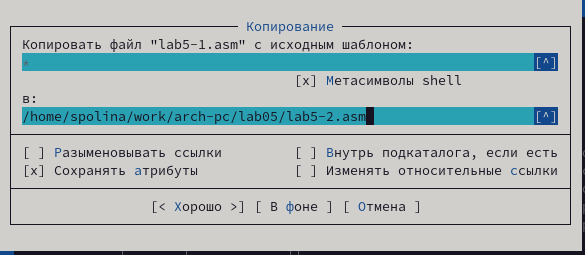 Копирование
Копировать файл "lab5-1.asm" с исходным шаблоном:
* [^]
[x] Метасимволы shell
в:
/home/spolina/work/arch-pc/lab05/lab5-2.asm [^]
[ ] Разыменовывать ссылки [ ] Внутрь подкаталога, если есть
[x] Сохранять атрибуты [ ] Изменять относительные ссылки
[< Хорошо >] [ В фоне ] [ Отмена ]